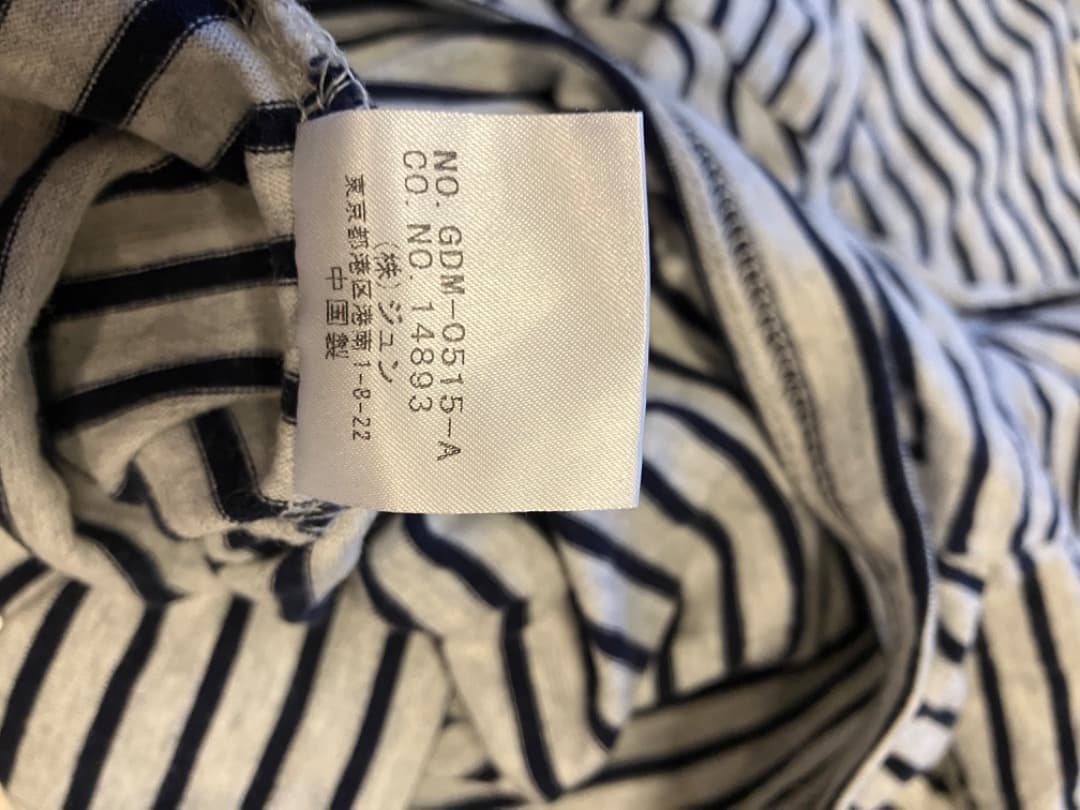 NO. GDM-0515-A
CO. NO. 14893
(株)ジュン
東京都港区港南1-8-22
中国製